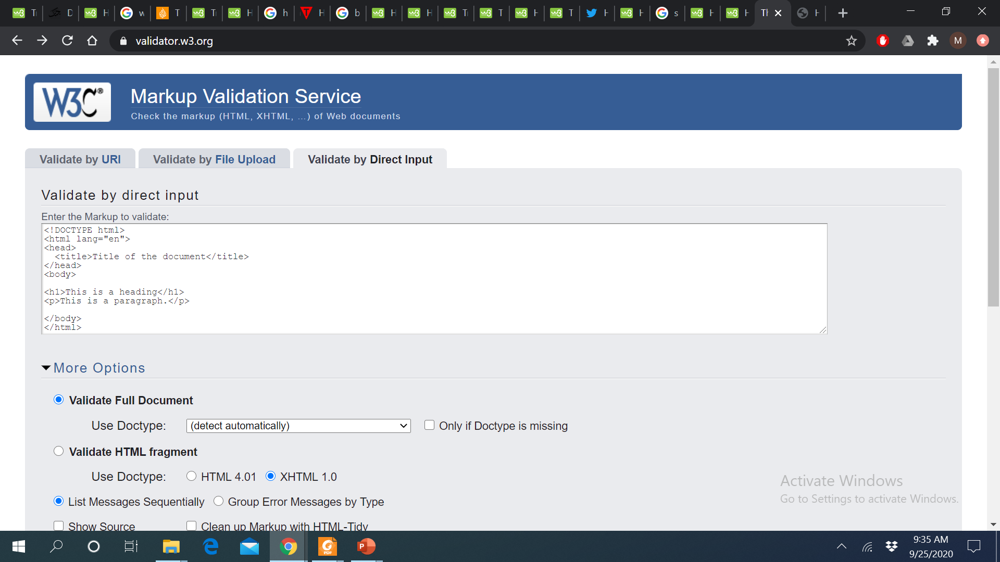 validator.w3.org
M
W3C®
Markup Validation Service
Check the markup (HTML, XHTML, …) of Web documents
Validate by URI
Validate by File Upload
Validate by Direct Input
Validate by direct input
Enter the Markup to validate:
<!DOCTYPE html>
<html lang="en">
<head>
  <title>Title of the document</title>
</head>
<body>
<h1>This is a heading</h1>
<p>This is a paragraph.</p>
</body>
</html>
More Options
Validate Full Document
Use Doctype: (detect automatically) Only if Doctype is missing
Validate HTML fragment
Use Doctype: HTML 4.01 XHTML 1.0
List Messages Sequentially Group Error Messages by Type
Show Source Clean up Markup with HTML-Tidy
Activate Windows
Go to Settings to activate Windows.
9:35 AM
9/25/2020